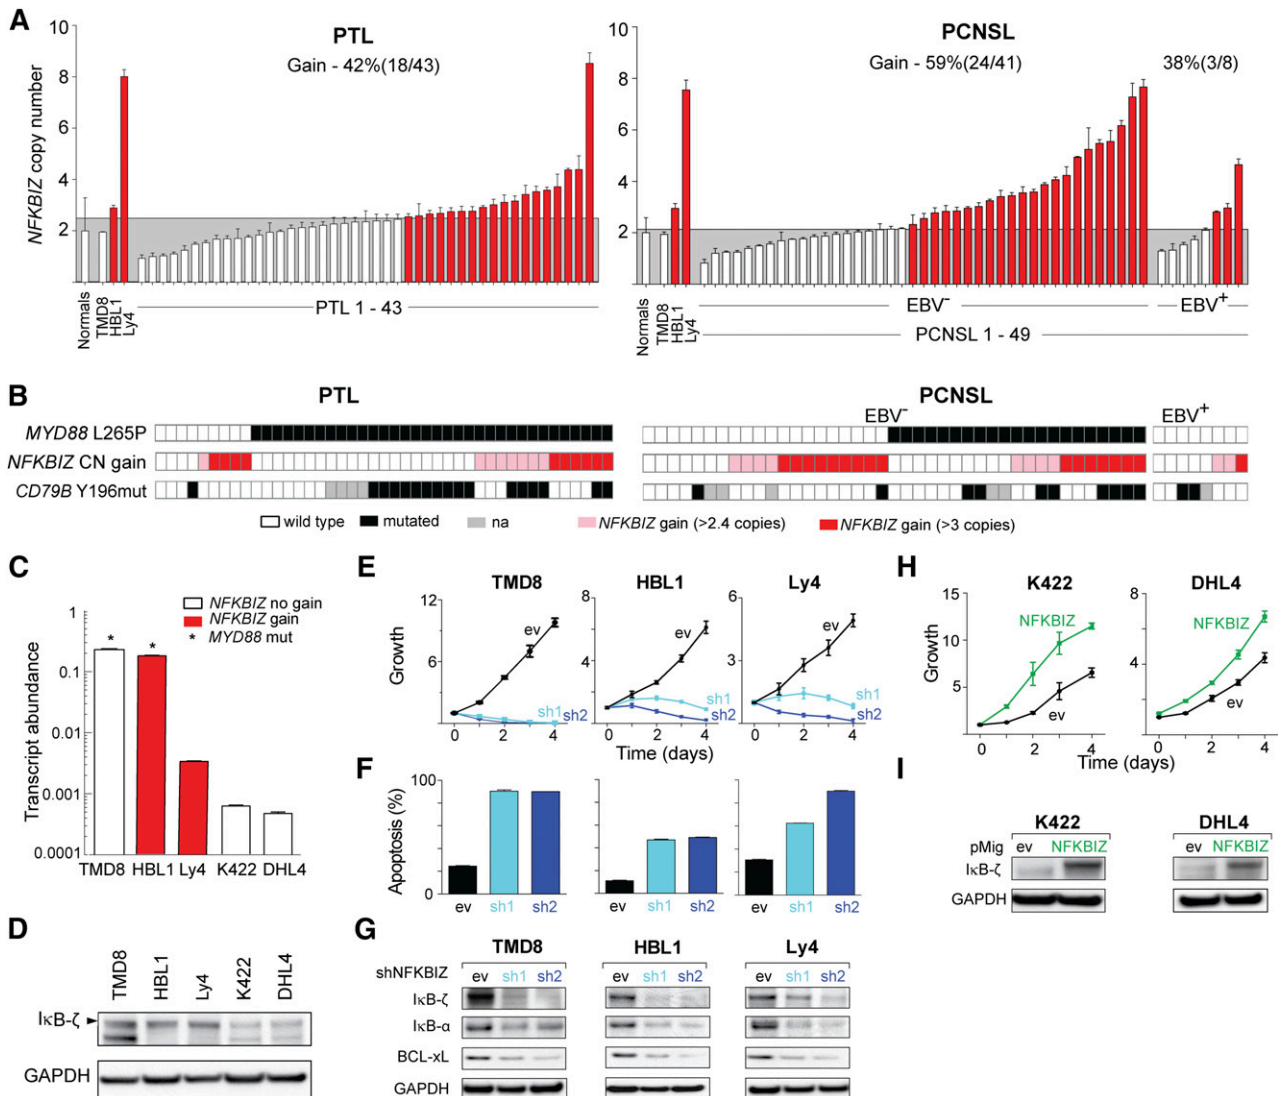 A
PTL
Gain - 42%(18/43)
NFKBIZ copy number
10
8
6
4
2
Normals
TMD8
HBL1
Ly4
PTL 1 - 43
PCNSL
Gain - 59%(24/41)
38%(3/8)
10
8
6
4
2
Normals
TMD8
HBL1
Ly4
EBV-
EBV+
PCNSL 1 - 49
B
PTL
PCNSL
EBV-
EBV+
MYD88 L265P
NFKBIZ CN gain
CD79B Y196mut
wild type
mutated
na
NFKBIZ gain (>2.4 copies)
NFKBIZ gain (>3 copies)
C
NFKBIZ no gain
NFKBIZ gain
* MYD88 mut
Transcript abundance
1
0.1
0.01
0.001
0.0001
* *
TMD8 HBL1 Ly4 K422 DHL4
D
TMD8
HBL1
Ly4
K422
DHL4
IκB-ζ
GAPDH
E
TMD8
HBL1
Ly4
Growth
12
6
ev
sh1
sh2
0 2 4
8
4
ev
sh1
sh2
0 2 4
6
3
ev
sh1
sh2
0 2 4
Time (days)
F
Apoptosis (%)
100
0
ev sh1 sh2
ev sh1 sh2
ev sh1 sh2
G
TMD8
HBL1
Ly4
shNFKBIZ
ev sh1 sh2
ev sh1 sh2
ev sh1 sh2
IκB-ζ
IκB-α
BCL-xL
GAPDH
H
K422
DHL4
Growth
15
10
5
NFKBIZ
ev
0 2 4
8
4
NFKBIZ
ev
0 2 4
Time (days)
I
K422
DHL4
pMig
ev NFKBIZ
ev NFKBIZ
IκB-ζ
GAPDH